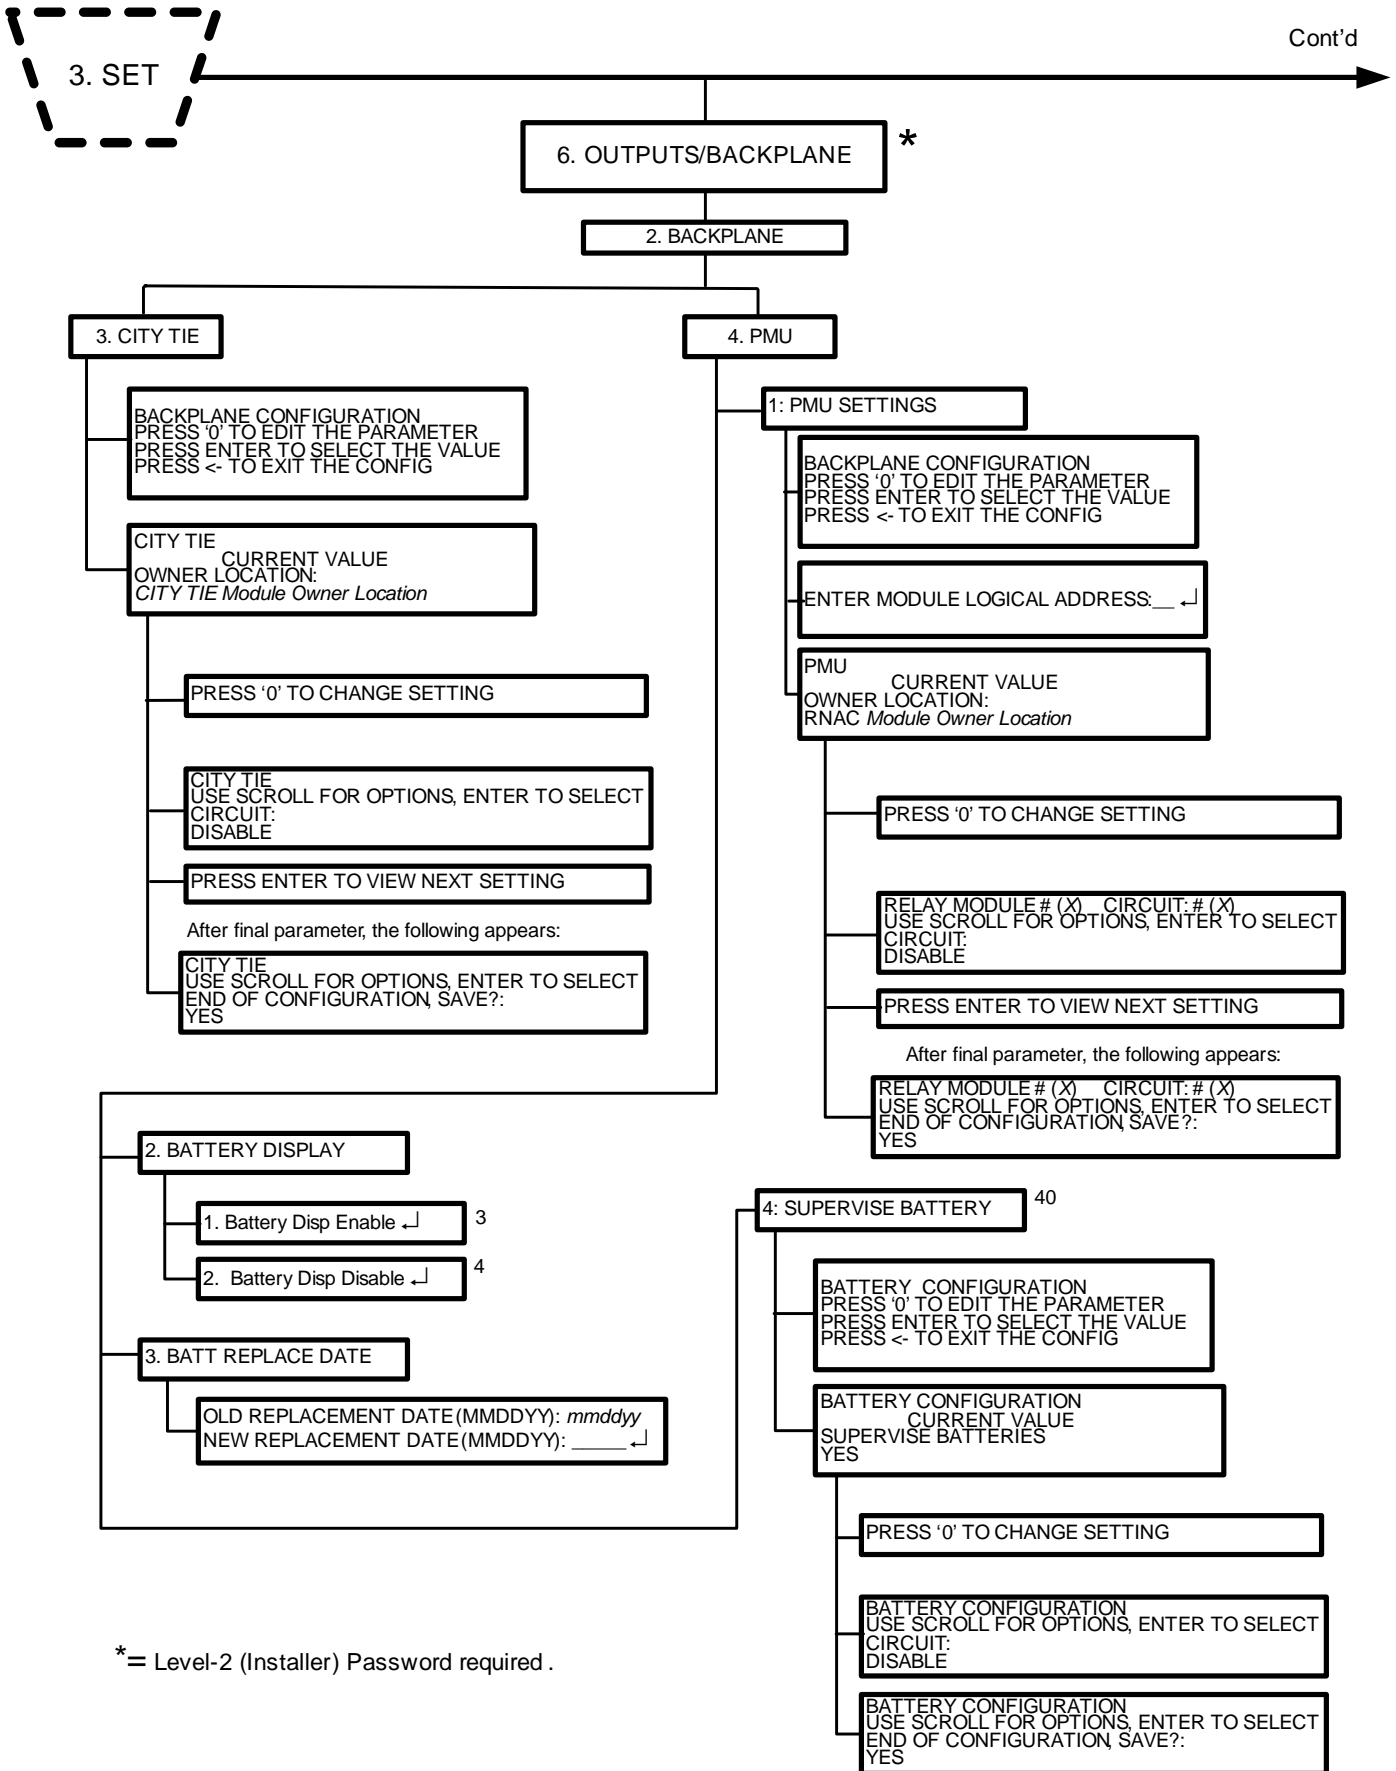 Cont'd
3. SET
6. OUTPUTS/BACKPLANE
*
2. BACKPLANE
3. CITY TIE
BACKPLANE CONFIGURATION
PRESS '0' TO EDIT THE PARAMETER
PRESS ENTER TO SELECT THE VALUE
PRESS <- TO EXIT THE CONFIG
CITY TIE
CURRENT VALUE
OWNER LOCATION:
CITY TIE Module Owner Location
PRESS '0' TO CHANGE SETTING
CITY TIE
USE SCROLL FOR OPTIONS, ENTER TO SELECT
CIRCUIT:
DISABLE
PRESS ENTER TO VIEW NEXT SETTING
After final parameter, the following appears:
CITY TIE
USE SCROLL FOR OPTIONS, ENTER TO SELECT
END OF CONFIGURATION, SAVE?:
YES
4. PMU
1: PMU SETTINGS
BACKPLANE CONFIGURATION
PRESS '0' TO EDIT THE PARAMETER
PRESS ENTER TO SELECT THE VALUE
PRESS <- TO EXIT THE CONFIG
ENTER MODULE LOGICAL ADDRESS:__ ↵
PMU
CURRENT VALUE
OWNER LOCATION:
RNAC Module Owner Location
PRESS '0' TO CHANGE SETTING
RELAY MODULE # (X) CIRCUIT: # (X)
USE SCROLL FOR OPTIONS, ENTER TO SELECT
CIRCUIT:
DISABLE
PRESS ENTER TO VIEW NEXT SETTING
After final parameter, the following appears:
RELAY MODULE # (X) CIRCUIT: # (X)
USE SCROLL FOR OPTIONS, ENTER TO SELECT
END OF CONFIGURATION, SAVE?:
YES
2. BATTERY DISPLAY
1. Battery Disp Enable ↵ 3
2. Battery Disp Disable ↵ 4
3. BATT REPLACE DATE
OLD REPLACEMENT DATE (MMDDYY): mmddyy
NEW REPLACEMENT DATE (MMDDYY): _____ ↵
4: SUPERVISE BATTERY 40
BATTERY CONFIGURATION
PRESS '0' TO EDIT THE PARAMETER
PRESS ENTER TO SELECT THE VALUE
PRESS <- TO EXIT THE CONFIG
BATTERY CONFIGURATION
CURRENT VALUE
SUPERVISE BATTERIES
YES
PRESS '0' TO CHANGE SETTING
BATTERY CONFIGURATION
USE SCROLL FOR OPTIONS, ENTER TO SELECT
CIRCUIT:
DISABLE
BATTERY CONFIGURATION
USE SCROLL FOR OPTIONS, ENTER TO SELECT
END OF CONFIGURATION, SAVE?:
YES
*= Level-2 (Installer) Password required .